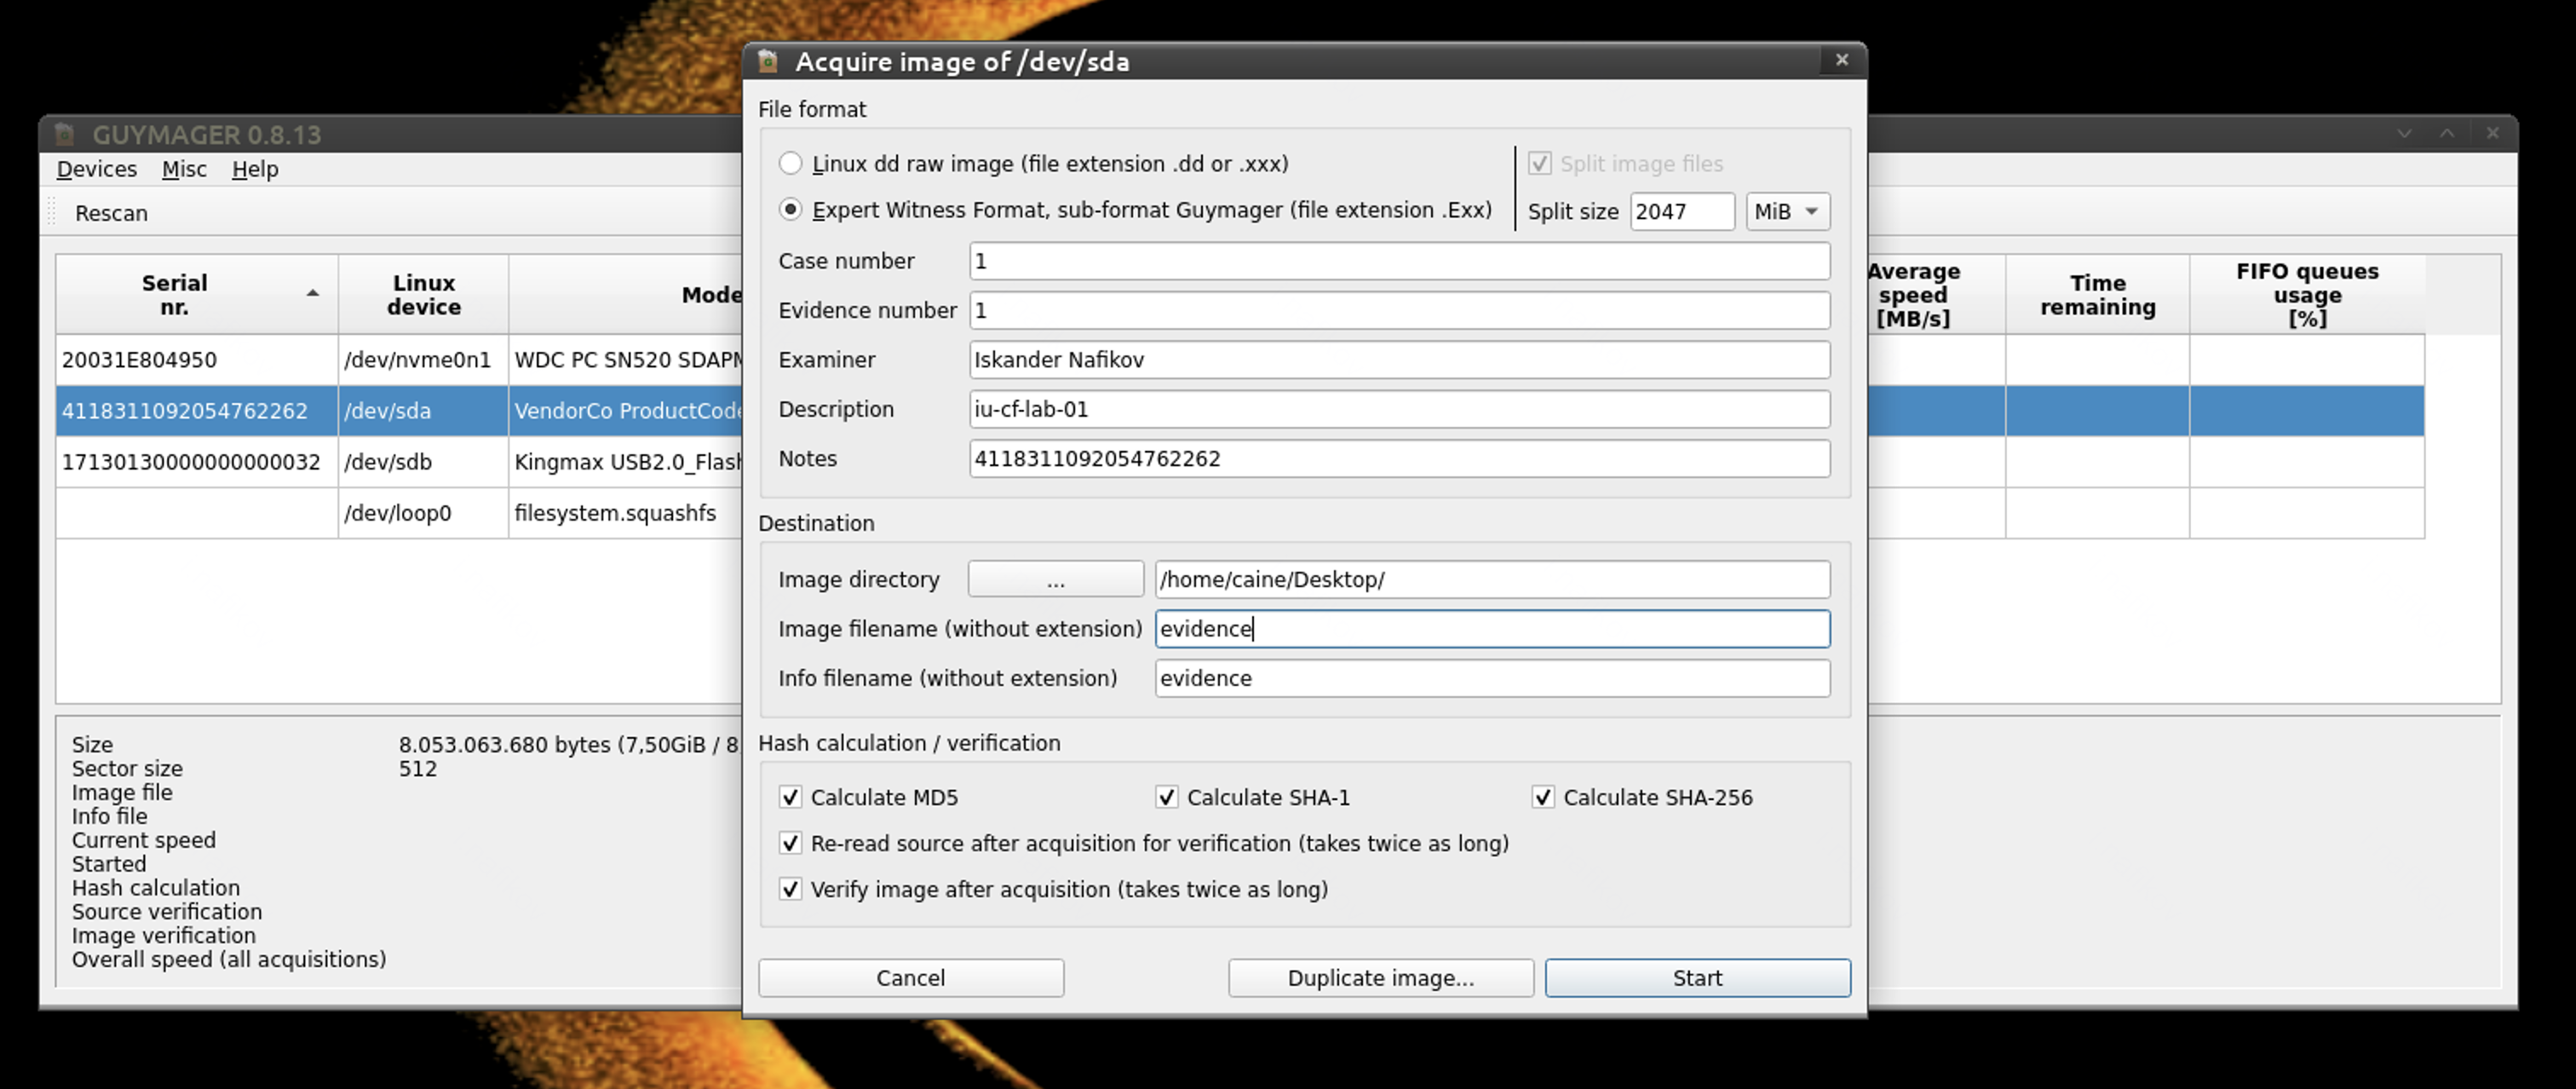 Acquire image of /dev/sda
GUYMAGER 0.8.13
Devices Misc Help
Rescan
Serial nr.
Linux device
Mode
Average speed [MB/s]
Time remaining
FIFO queues usage [%]
20031E804950 /dev/nvme0n1 WDC PC SN520 SDAPM
4118311092054762262 /dev/sda VendorCo ProductCode
17130130000000000032 /dev/sdb Kingmax USB2.0_Flash
/dev/loop0 filesystem.squashfs
Size 8.053.063.680 bytes (7,50GiB / 8
Sector size 512
Image file
Info file
Current speed
Started
Hash calculation
Source verification
Image verification
Overall speed (all acquisitions)
File format
Linux dd raw image (file extension .dd or .xxx)
Expert Witness Format, sub-format Guymager (file extension .Exx)
Split image files
Split size 2047 MiB
Case number 1
Evidence number 1
Examiner Iskander Nafikov
Description iu-cf-lab-01
Notes 4118311092054762262
Destination
Image directory ... /home/caine/Desktop/
Image filename (without extension) evidence
Info filename (without extension) evidence
Hash calculation / verification
Calculate MD5 Calculate SHA-1 Calculate SHA-256
Re-read source after acquisition for verification (takes twice as long)
Verify image after acquisition (takes twice as long)
Cancel Duplicate image... Start